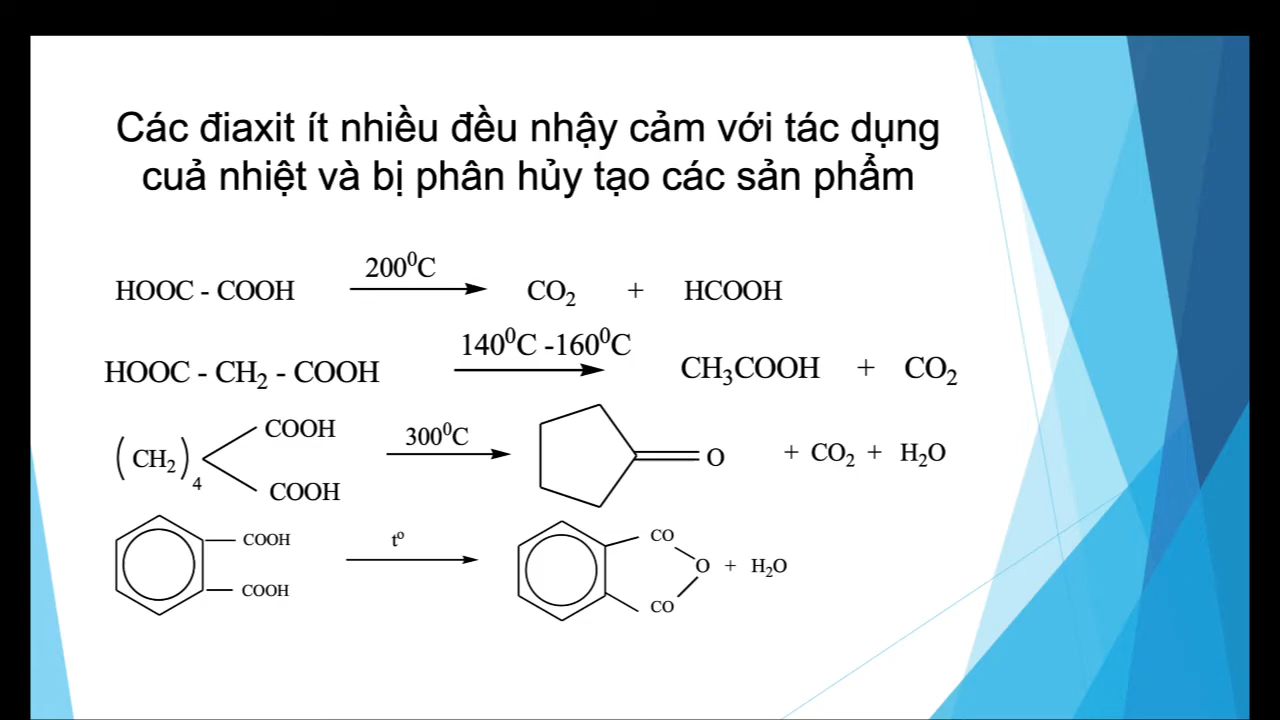 Các điaxit ít nhiều đều nhậy cảm với tác dụng
cuả nhiệt và bị phân hủy tạo các sản phẩm
HOOC - COOH 200⁰C CO₂ + HCOOH
HOOC - CH₂ - COOH 140⁰C -160⁰C CH₃COOH + CO₂
(CH₂)₄ COOH COOH 300⁰C O + CO₂ + H₂O
COOH COOH tº CO O CO + H₂O